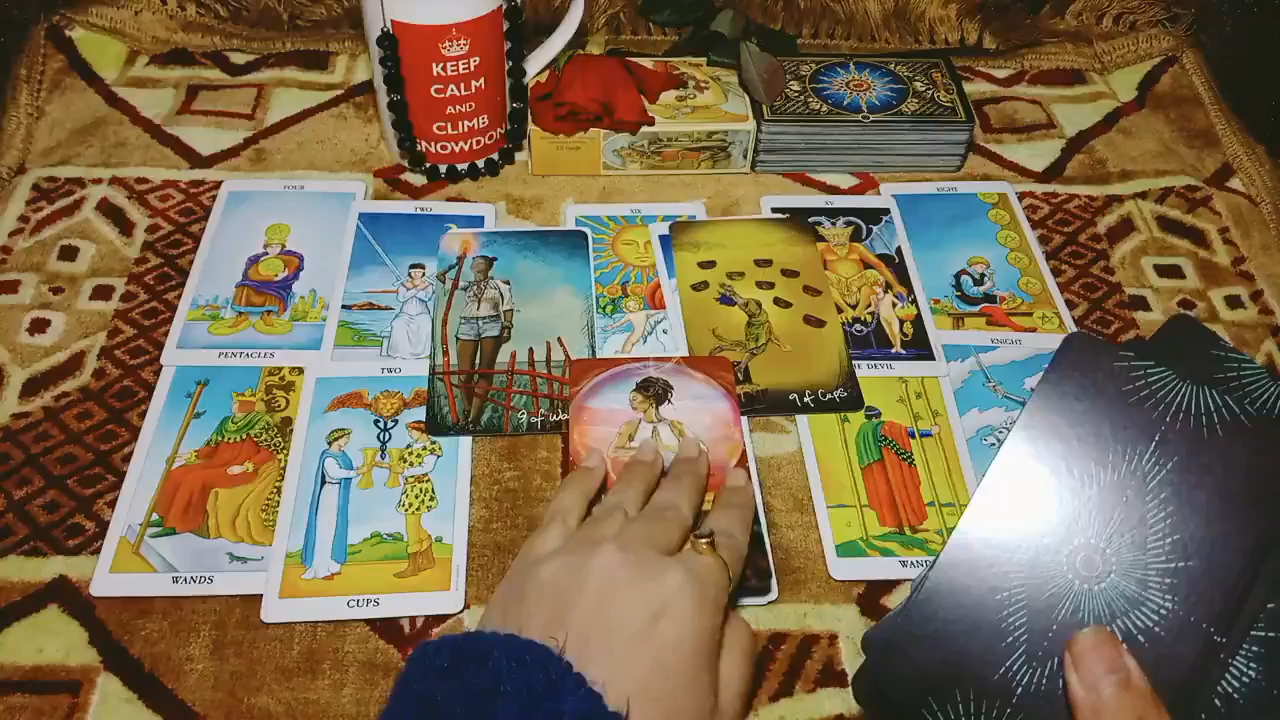 KEEP
CALM
AND
CLIMB
SNOWDON
FOUR
TWO
XIX
XV
EIGHT
PENTACLES
TWO
9 of Wa
9 of Cups
THE DEVIL
KNIGHT
WANDS
CUPS
WAND